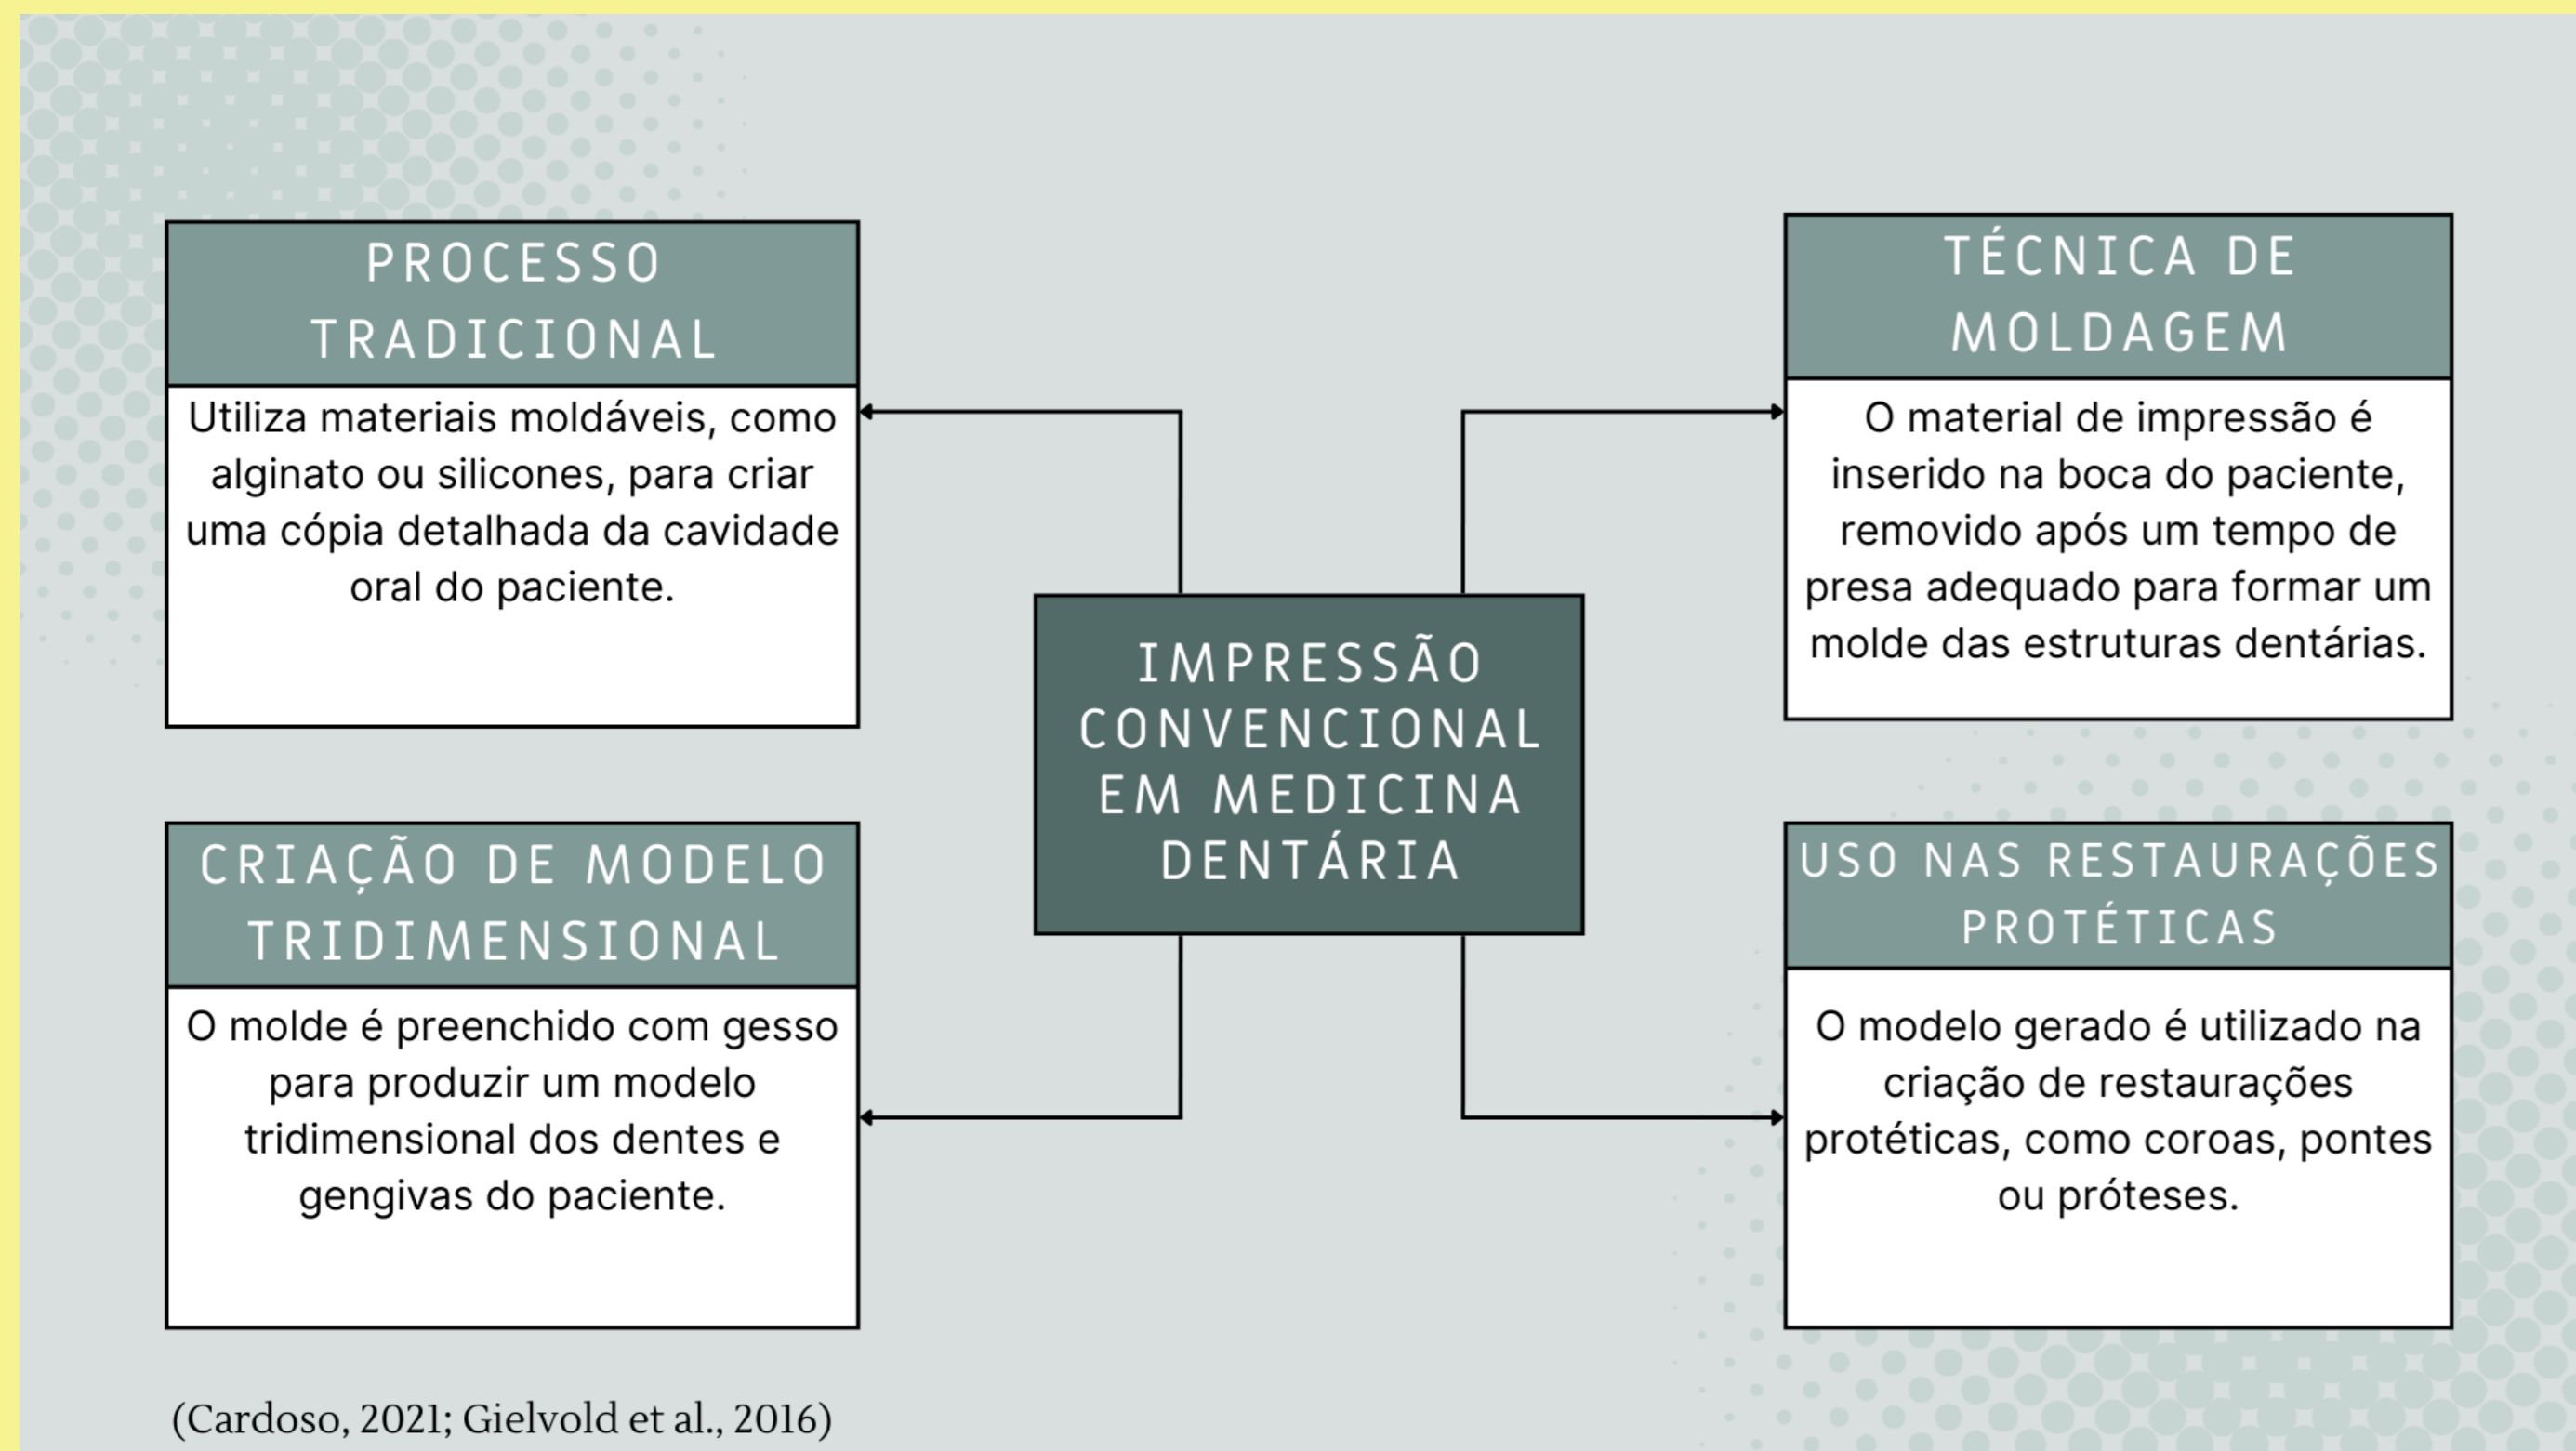 PROCESSO
TRADICIONAL
Utiliza materiais moldáveis, como
alginato ou silicones, para criar
uma cópia detalhada da cavidade
oral do paciente.
TÉCNICA DE
MOLDAGEM
O material de impressão é
inserido na boca do paciente,
removido após um tempo de
presa adequado para formar um
molde das estruturas dentárias.
IMPRESSÃO
CONVENCIONAL
EM MEDICINA
DENTÁRIA
CRIAÇÃO DE MODELO
TRIDIMENSIONAL
O molde é preenchido com gesso
para produzir um modelo
tridimensional dos dentes e
gengivas do paciente.
USO NAS RESTAURAÇÕES
PROTÉTICAS
O modelo gerado é utilizado na
criação de restaurações
protéticas, como coroas, pontes
ou próteses.
(Cardoso, 2021; Gielvold et al., 2016)